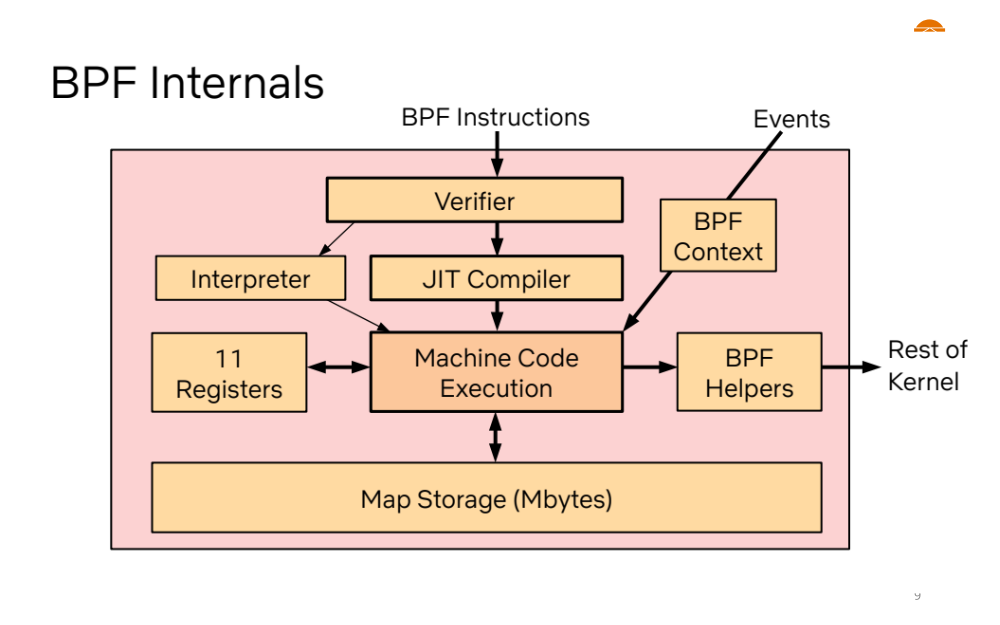 BPF Internals
BPF Instructions
Events
Verifier
BPF
Context
Interpreter
JIT Compiler
11
Registers
Machine Code
Execution
BPF
Helpers
Rest of
Kernel
Map Storage (Mbytes)